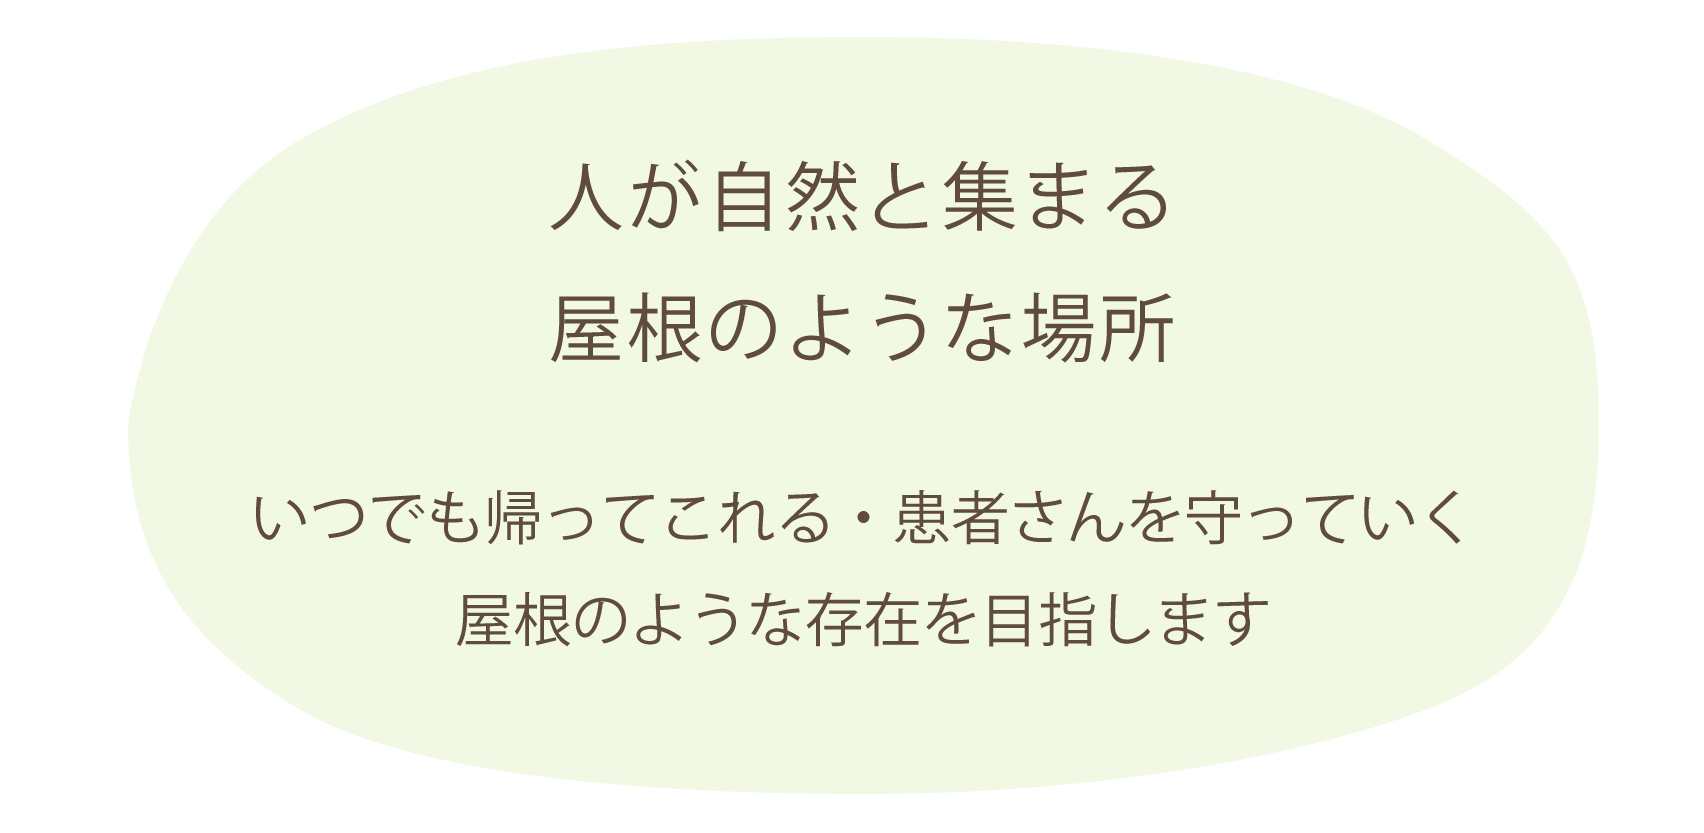 人が自然と集まる
屋根のような場所
いつでも帰ってこれる・患者さんを守っていく
屋根のような存在を目指します